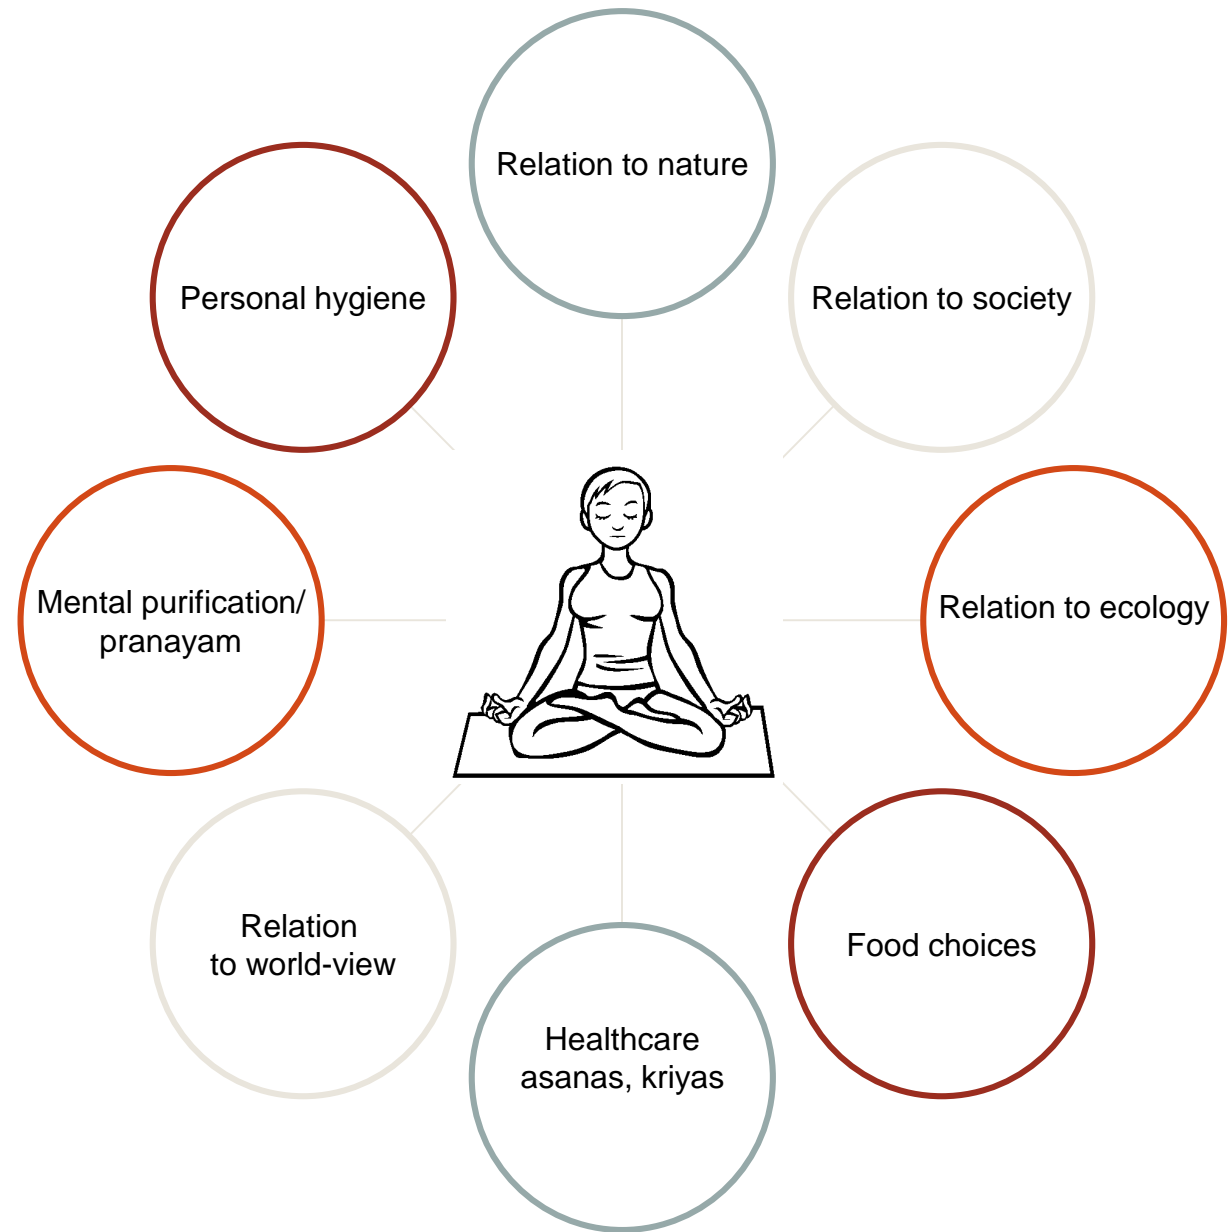 Relation to nature
Relation to society
Relation to ecology
Food choices
Healthcare
asanas, kriyas
Relation
to world-view
Mental purification/
pranayam
Personal hygiene